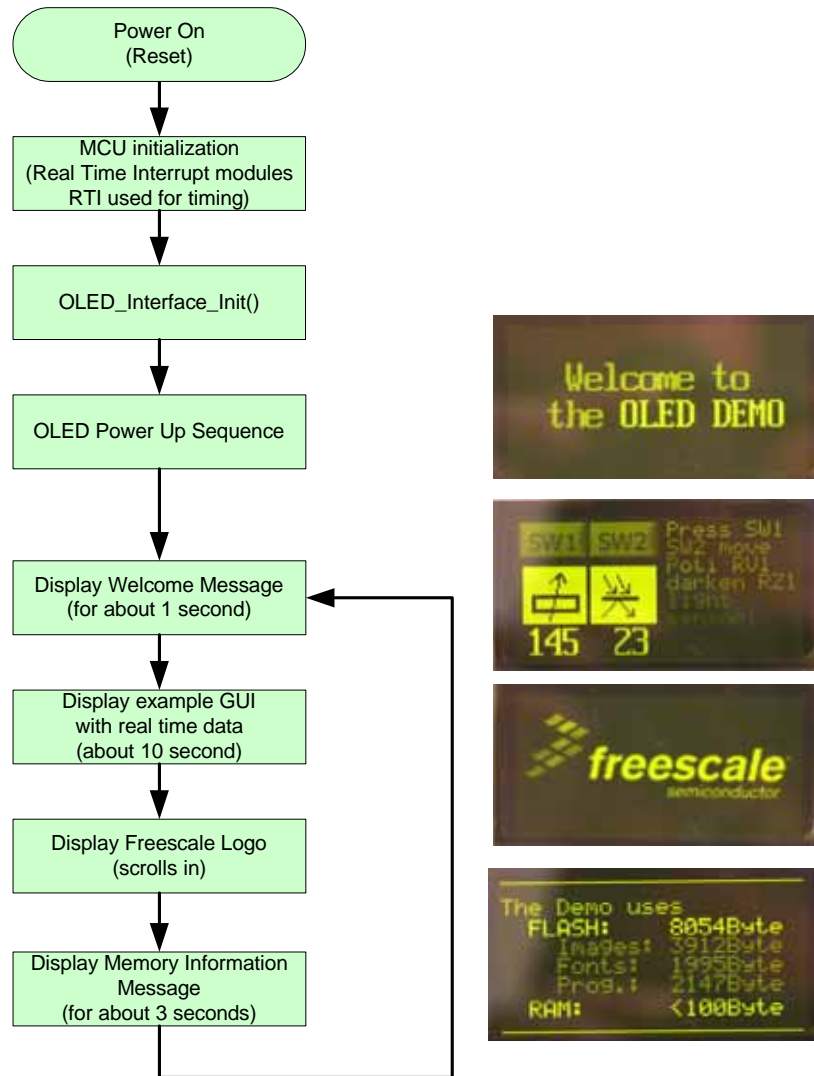 Power On
(Reset)
MCU initialization
(Real Time Interrupt modules
RTI used for timing)
OLED_Interface_Init()
OLED Power Up Sequence
Display Welcome Message
(for about 1 second)
Display example GUI
with real time data
(about 10 second)
Display Freescale Logo
(scrolls in)
Display Memory Information
Message
(for about 3 seconds)
Welcome to
the OLED DEMO
SW1 SW2
145 23
Press SW1
SW2 move
Poti RV1
darken RZ1
light
sensor!
freescale
semiconductor
The Demo uses
FLASH: 8054Byte
Images: 3912Byte
Fonts: 1995Byte
Prog.: 2147Byte
RAM: <100Byte